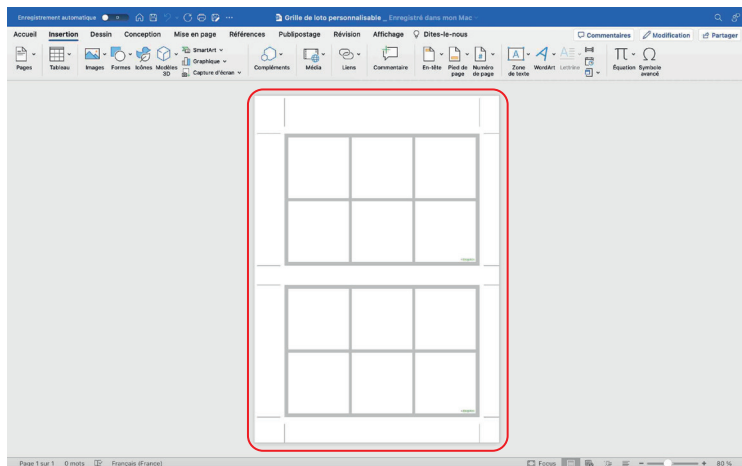 Enregistrement automatique
Grille de loto personnalisable _ Enregistré dans mon Mac
Accueil Insertion Dessin Conception Mise en page Références Publipostage Révision Affichage Dites-le-nous Commentaires Modification Partager
Pages Tableau Images Formes Icônes Modèles 3D SmartArt Graphique Capture d'écran Compléments Média Liens Commentaire En-tête Pied de page Numéro de page Zone de texte WordArt Lettrine Équation Symbole avancé
Page 1 sur 1 0 mots Français (France) Focus 80 %